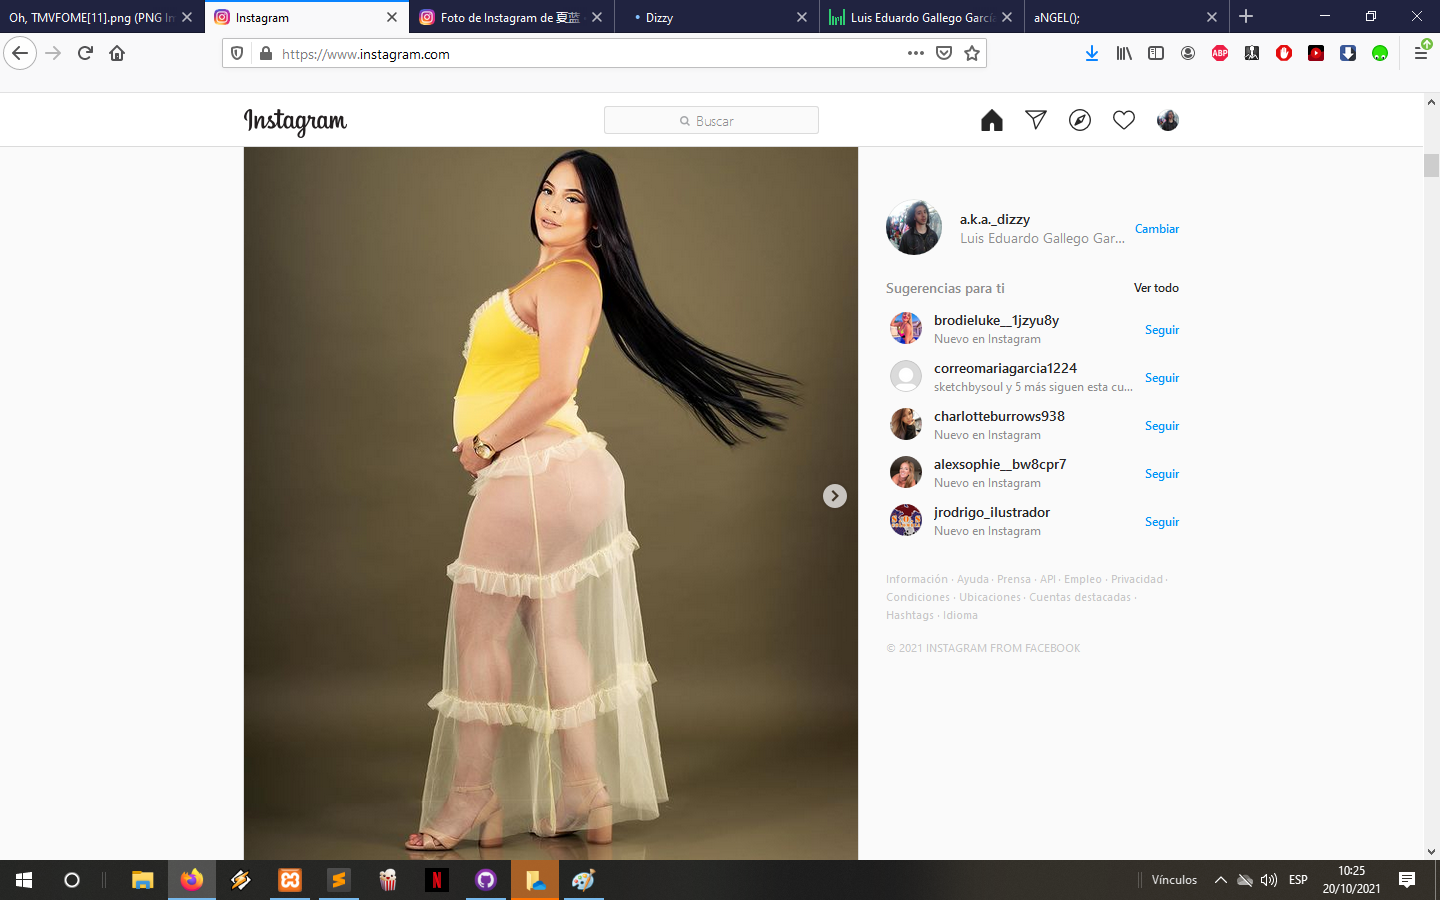 Oh, TMVFOME[11].png (PNG Im
Instagram
Foto de Instagram de 夏蓝
Dizzy
Luis Eduardo Gallego García
aNGEL();
https://www.instagram.com
ABP
Instagram
Buscar
a.k.a._dizzy
Luis Eduardo Gallego Gar...
Cambiar
Sugerencias para ti
Ver todo
brodieluke__1jzyu8y
Nuevo en Instagram
Seguir
correomariagarcia1224
sketchbysoul y 5 más siguen esta cu...
Seguir
charlotteburrows938
Nuevo en Instagram
Seguir
alexsophie__bw8cpr7
Nuevo en Instagram
Seguir
jrodrigo_ilustrador
Nuevo en Instagram
Seguir
Información · Ayuda · Prensa · API · Empleo · Privacidad ·
Condiciones · Ubicaciones · Cuentas destacadas ·
Hashtags · Idioma
© 2021 INSTAGRAM FROM FACEBOOK
N
Vínculos
ESP
10:25
20/10/2021